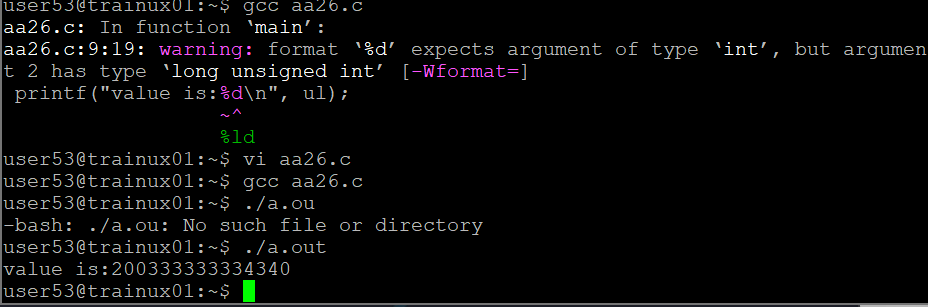 user53@trainux01:~$ gcc aa26.c
aa26.c: In function ‘main’:
aa26.c:9:19: warning: format ‘%d’ expects argument of type ‘int’, but argumen
t 2 has type ‘long unsigned int’ [-Wformat=]
 printf("value is:%d\n", ul);
                  ~^
                  %ld
user53@trainux01:~$ vi aa26.c
user53@trainux01:~$ gcc aa26.c
user53@trainux01:~$ ./a.ou
-bash: ./a.ou: No such file or directory
user53@trainux01:~$ ./a.out
value is:200333333334340
user53@trainux01:~$